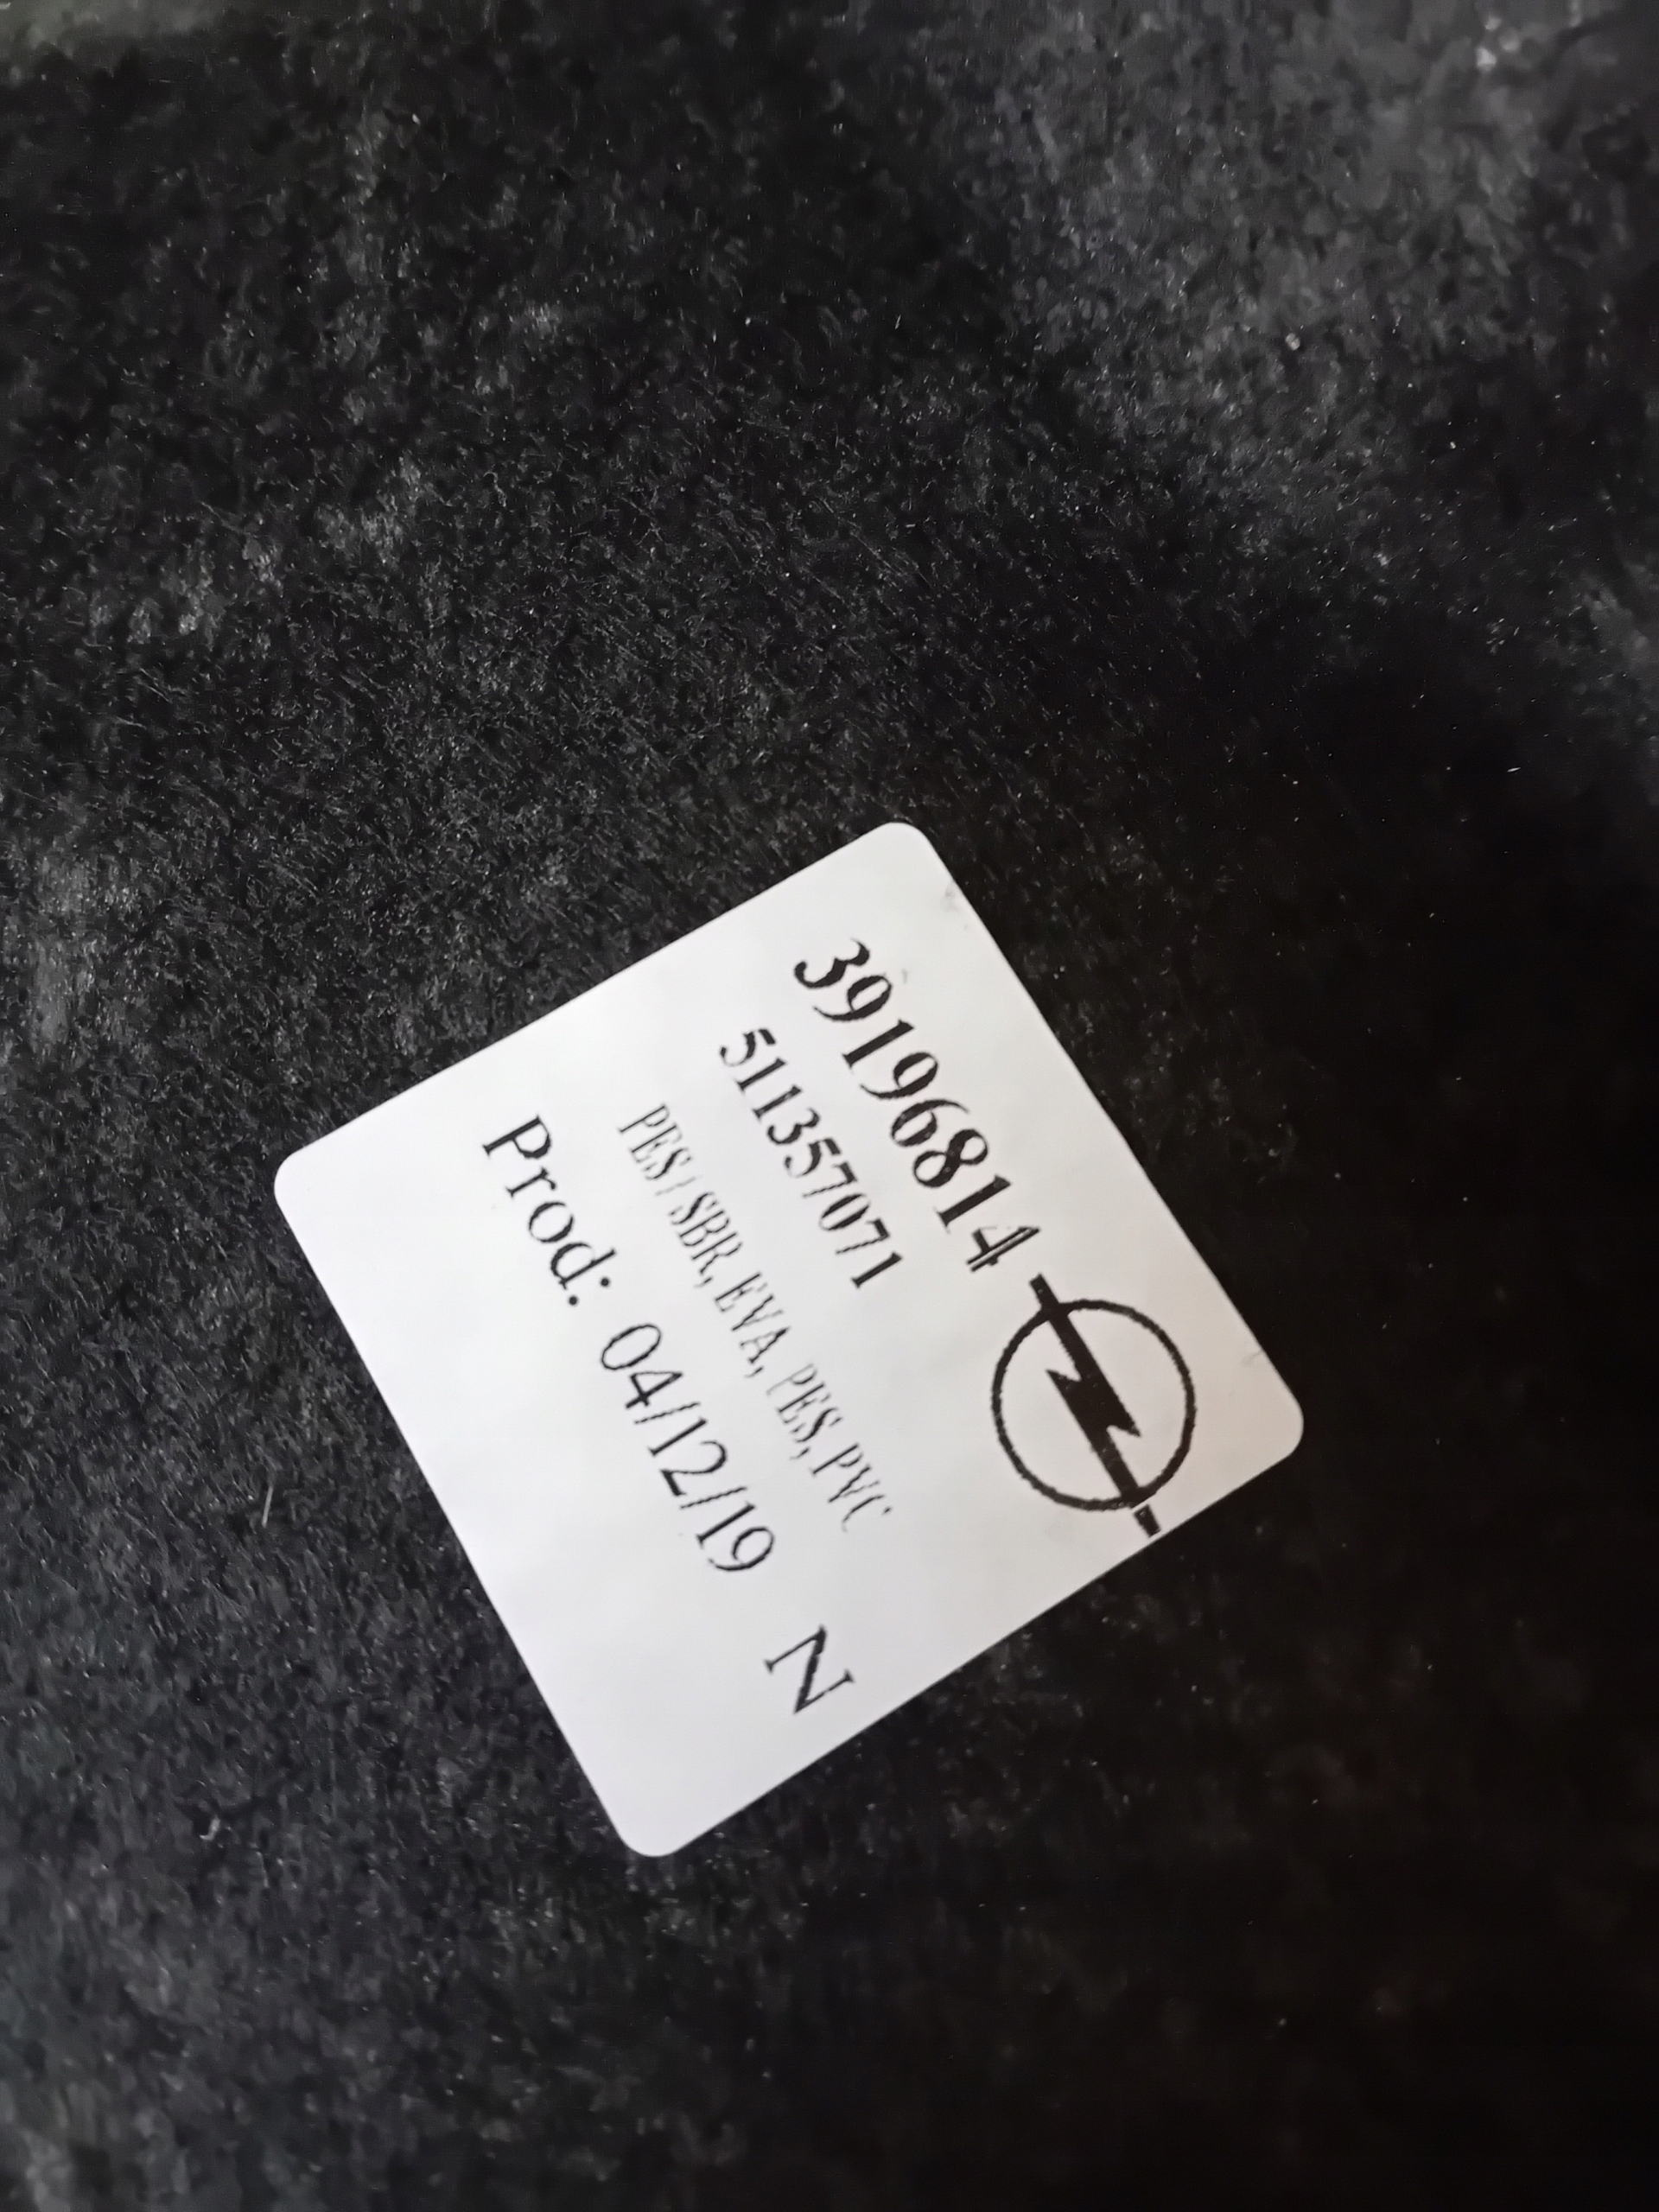 39196814
511357071
PES / SBR, EVA, PES, PVC
Prod: 04/12/19 N